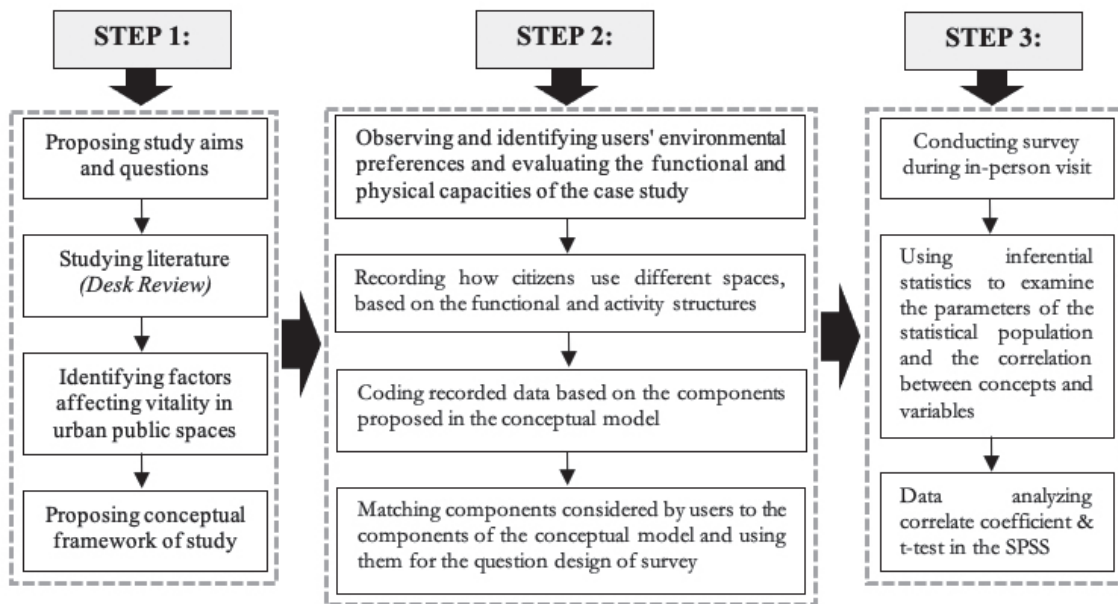 STEP 1:
Proposing study aims
and questions
Studying literature
(Desk Review)
Identifying factors
affecting vitality in
urban public spaces
Proposing conceptual
framework of study
STEP 2:
Observing and identifying users' environmental
preferences and evaluating the functional and
physical capacities of the case study
Recording how citizens use different spaces,
based on the functional and activity structures
Coding recorded data based on the components
proposed in the conceptual model
Matching components considered by users to the
components of the conceptual model and using
them for the question design of survey
STEP 3:
Conducting survey
during in-person visit
Using inferential
statistics to examine
the parameters of the
statistical population
and the correlation
between concepts and
variables
Data analyzing
correlate coefficient &
t-test in the SPSS